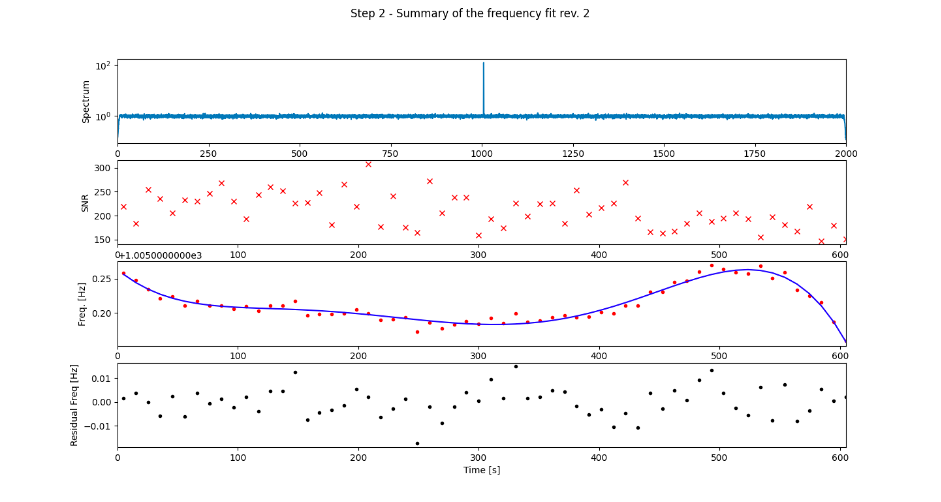 Step 2 - Summary of the frequency fit rev. 2
Spectrum
10²
10⁰
0 250 500 750 1000 1250 1500 1750 2000
SNR
300
250
200
150
0 100 200 300 400 500 600
+1.0050000000e3
Freq. [Hz]
0.25
0.20
0 100 200 300 400 500 600
Residual Freq [Hz]
0.01
0.00
−0.01
0 100 200 300 400 500 600
Time [s]